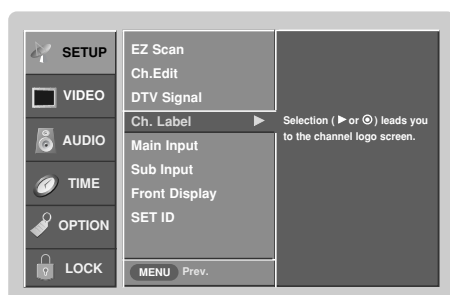 SETUP
VIDEO
AUDIO
TIME
OPTION
LOCK
EZ Scan
Ch.Edit
DTV Signal
Ch. Label ▶
Main Input
Sub Input
Front Display
SET ID
MENU Prev.
Selection ( ▶ or ⊙ ) leads you
to the channel logo screen.